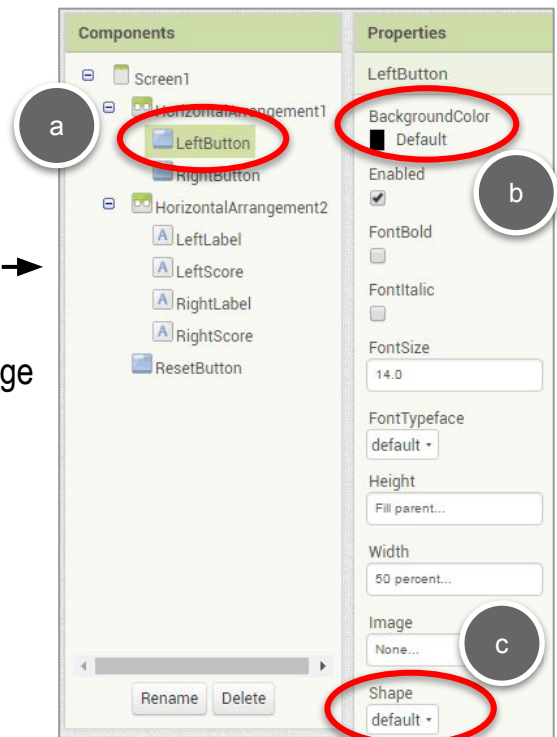 Components
Screen1
HorizontalArrangement1
LeftButton
RightButton
HorizontalArrangement2
LeftLabel
LeftScore
RightLabel
RightScore
ResetButton
Rename Delete
a
ge
Properties
LeftButton
BackgroundColor
Default
Enabled
FontBold
FontItalic
FontSize
14.0
FontTypeface
default
Height
Fill parent...
Width
50 percent...
Image
None...
Shape
default
b
c